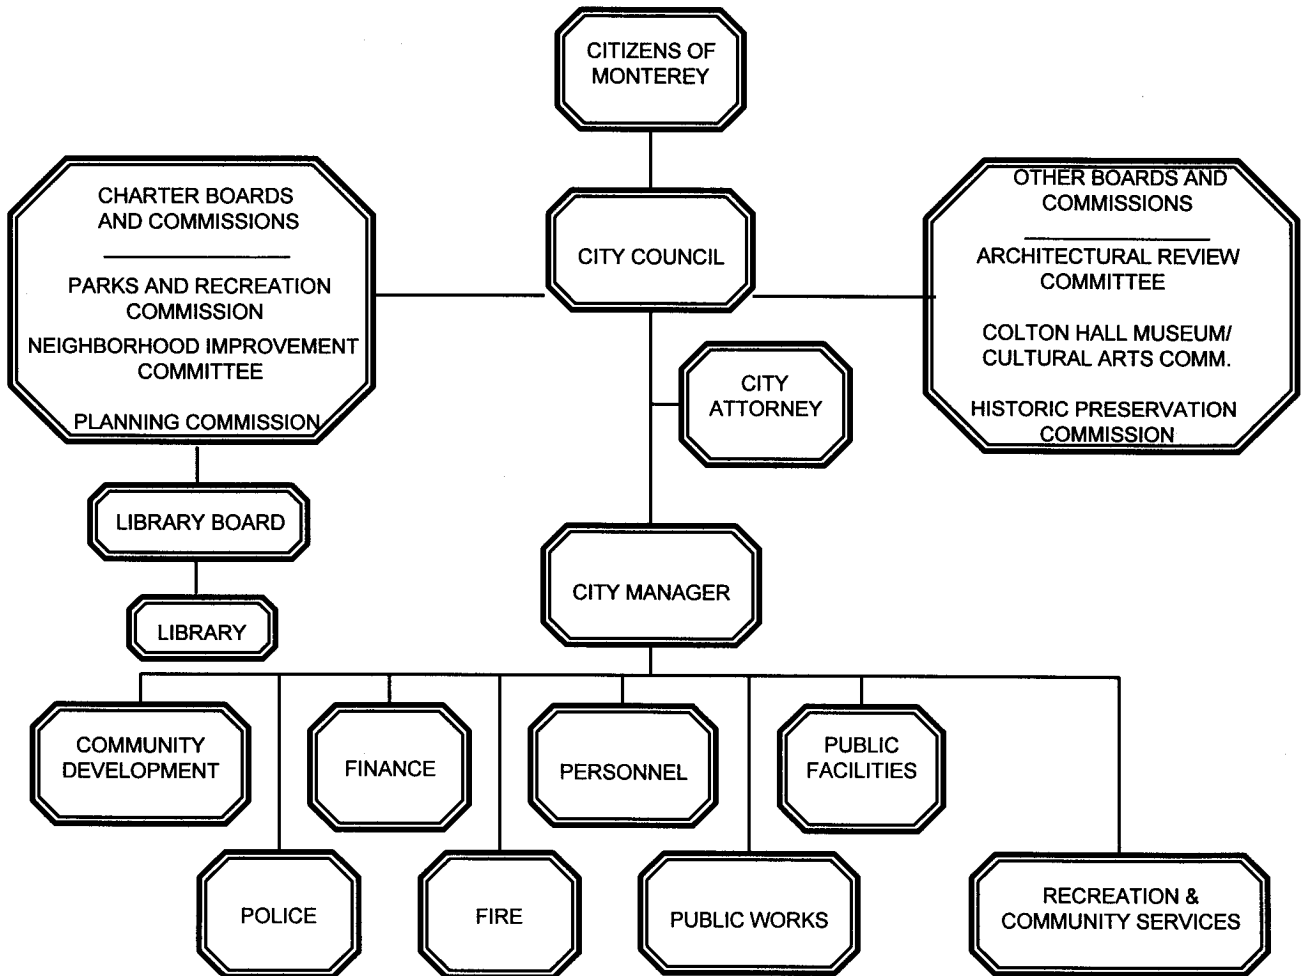 CITIZENS OF
MONTEREY
CHARTER BOARDS
AND COMMISSIONS
PARKS AND RECREATION
COMMISSION
NEIGHBORHOOD IMPROVEMENT
COMMITTEE
PLANNING COMMISSION
CITY COUNCIL
OTHER BOARDS AND
COMMISSIONS
ARCHITECTURAL REVIEW
COMMITTEE
COLTON HALL MUSEUM/
CULTURAL ARTS COMM.
HISTORIC PRESERVATION
COMMISSION
CITY
ATTORNEY
LIBRARY BOARD
LIBRARY
CITY MANAGER
COMMUNITY
DEVELOPMENT
FINANCE
PERSONNEL
PUBLIC
FACILITIES
POLICE
FIRE
PUBLIC WORKS
RECREATION &
COMMUNITY SERVICES